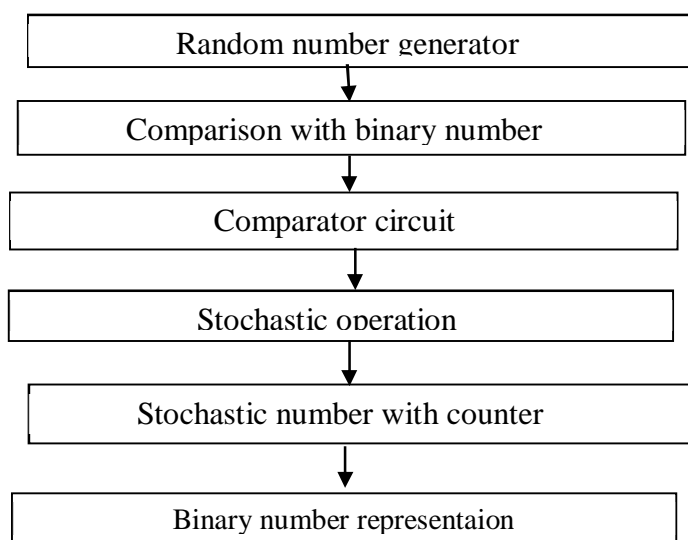 Random number generator
Comparison with binary number
Comparator circuit
Stochastic operation
Stochastic number with counter
Binary number representaion